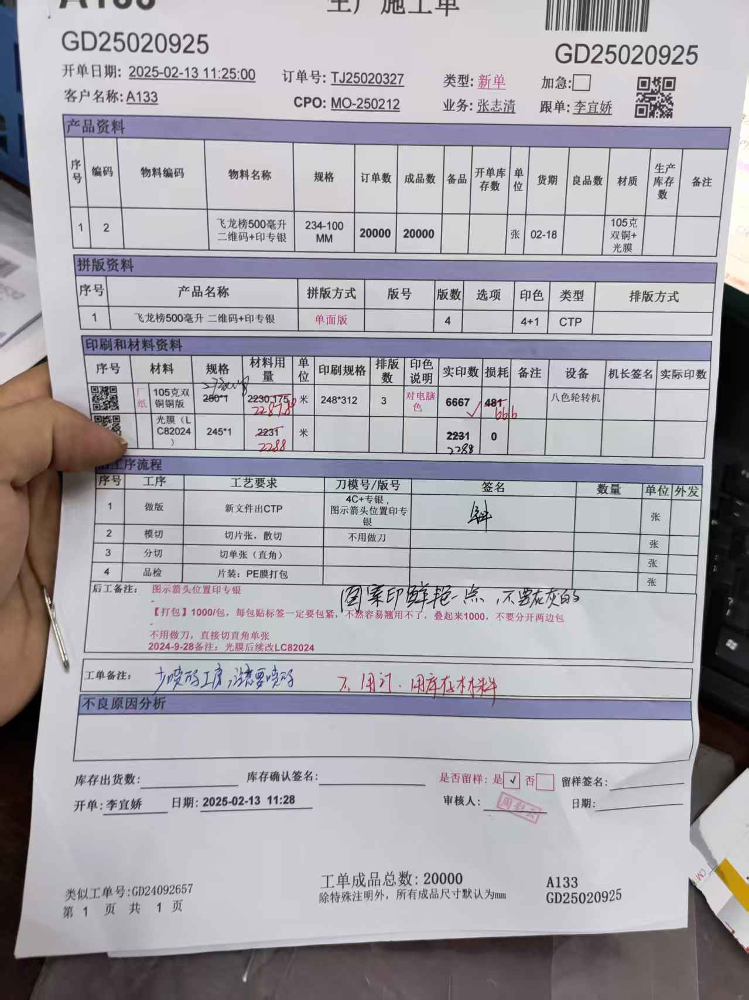 A133 生产施工单
GD25020925 GD25020925
开单日期: 2025-02-13 11:25:00 订单号: TJ25020327 类型: 新单 加急:
客户名称: A133 CPO: MO-250212 业务: 张志清 跟单: 李宜娇
产品资料
序号 编码 物料编码 物料名称 规格 订单数 成品数 备品 开单库存数 单位 货期 良品数 材质 生产库存数 备注
1 2 飞龙榜500毫升 二维码+印专银 234-100 MM 20000 20000 张 02-18 105克双铜+光膜
拼版资料
序号 产品名称 拼版方式 版号 版数 选项 印色 类型 排版方式
1 飞龙榜500毫升 二维码+印专银 单面版 4 4+1 CTP
印刷和材料资料
序号 材料 规格 材料用量 单位 印刷规格 排版数 印色说明 实印数 损耗 备注 设备 机长签名 实际印数
厂纸 105克双铜铜版 250*1 2230.175 2287.86 米 248*312 3 对电脑色 6667 481 666 八色轮转机
光膜（LC82024） 245*1 2231 2288 米 2231 2288 0
后工序流程
序号 工序 工艺要求 刀模号/版号 签名 数量 单位 外发
1 做版 新文件出CTP 4C+专银，图示箭头位置印专银 张
2 模切 切片张，散切 不用做刀 张
3 分切 切单张（直角） 张
4 品检 片装：PE膜打包 张
后工备注： 图示箭头位置印专银 图案印鲜艳一点，不要在灰的
-
【打包】1000/包，每包贴标签一定要包紧，不然容易翘用不了，叠起来1000，不要分开两边包
-
不用做刀，直接切直角单张
2024-9-28备注：光膜后续改LC82024
工单备注： 少喷码工序，注意要喷码 不用订．用库存材料
不良原因分析
库存出货数: 库存确认签名: 是否留样: 是 √ 否 留样签名:
开单: 李宜娇 日期: 2025-02-13 11:28 审核人: 周彩云 日期:
类似工单号:GD24092657 工单成品总数: 20000 A133
第 1 页 共 1 页 除特殊注明外，所有成品尺寸默认为mm GD25020925
CM